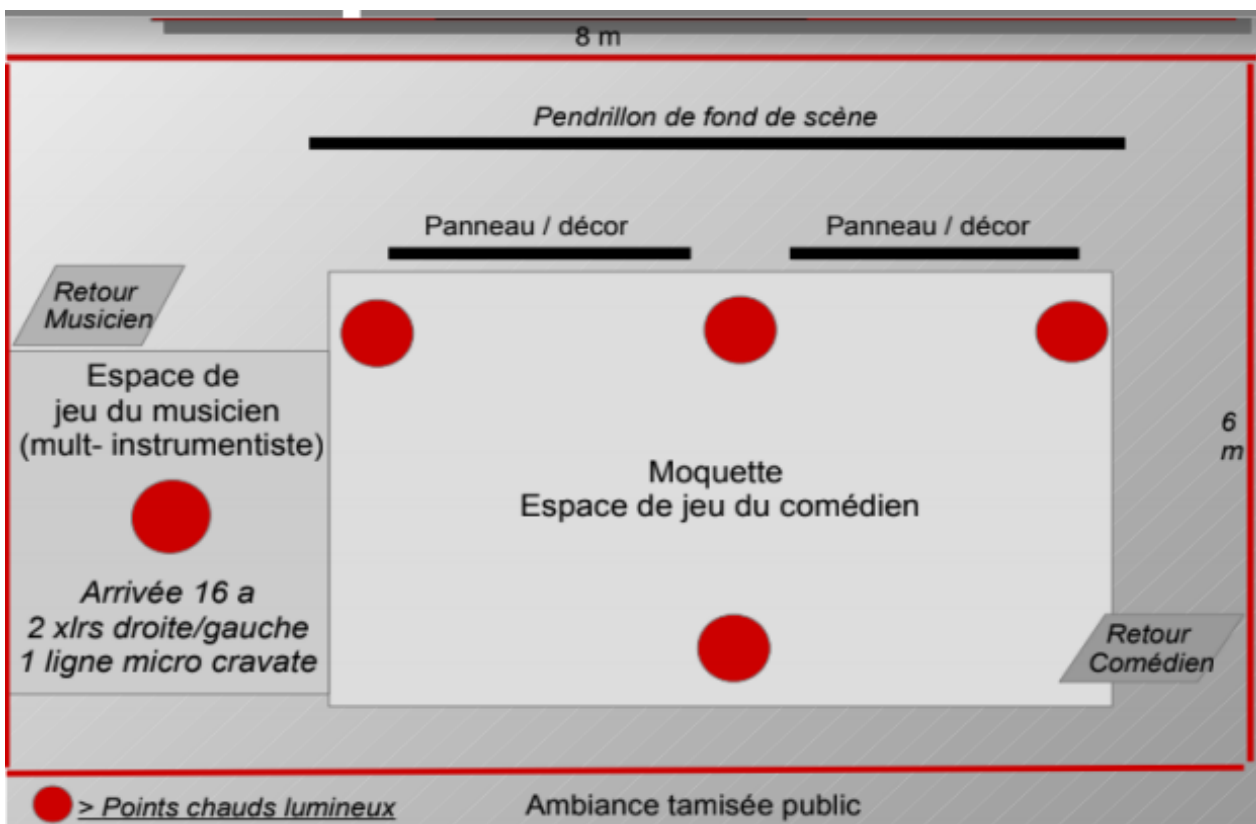 8 m
Pendrillon de fond de scène
Panneau / décor
Panneau / décor
Retour
Musicien
Espace de
jeu du musicien
(mult- instrumentiste)
6
m
Moquette
Espace de jeu du comédien
Arrivée 16 a
2 xlrs droite/gauche
1 ligne micro cravate
Retour
Comédien
> Points chauds lumineux
Ambiance tamisée public